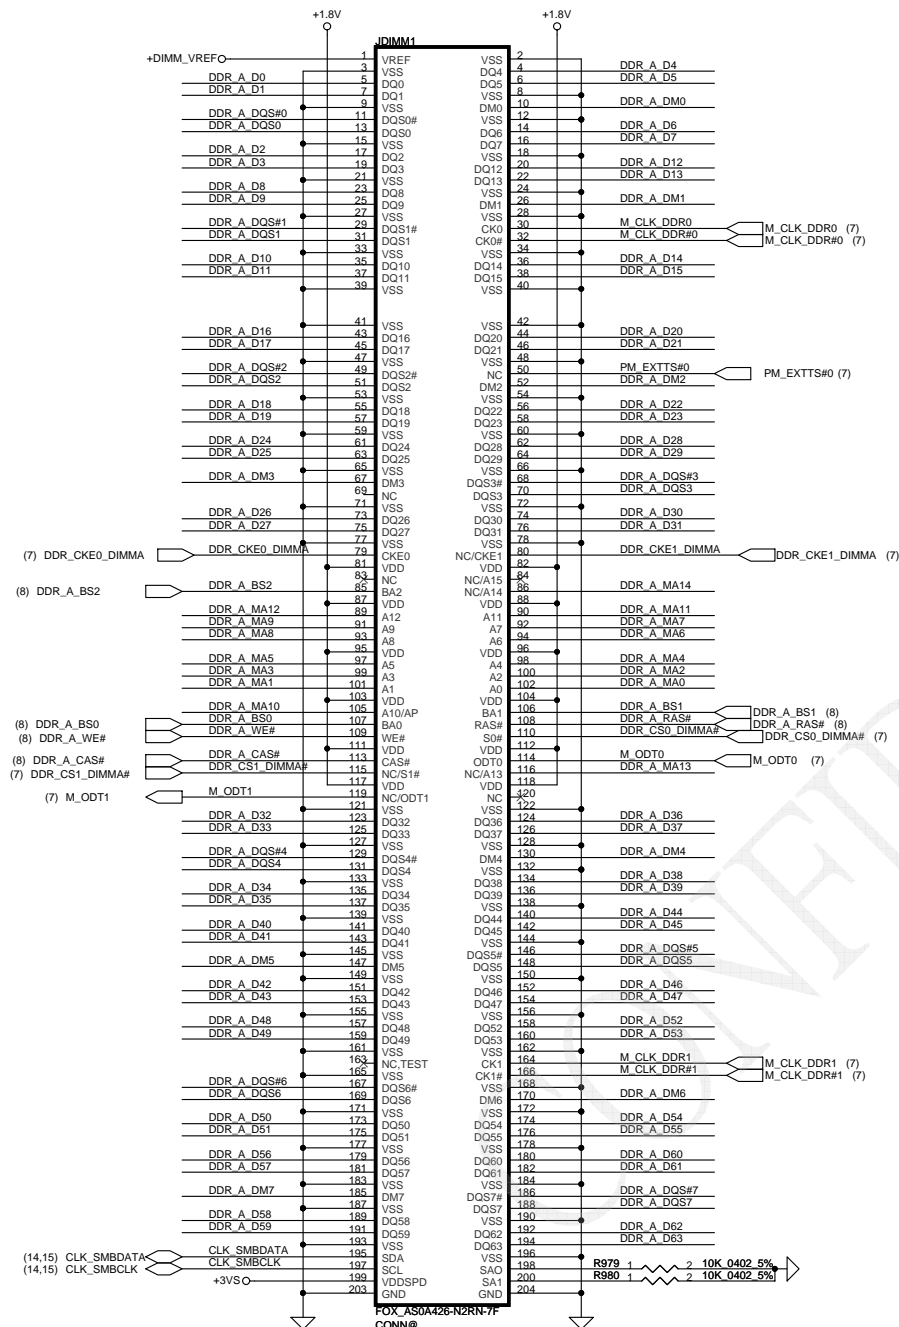 +1.8V +1.8V
JDIMM1
+DIMM_VREF 1 VREF VSS 2
3 VSS DQ4 4 DDR_A_D4
DDR_A_D0 5 DQ0 DQ5 6 DDR_A_D5
DDR_A_D1 7 DQ1 VSS 8
9 VSS DM0 10 DDR_A_DM0
DDR_A_DQS#0 11 DQS0# VSS 12
DDR_A_DQS0 13 DQS0 DQ6 14 DDR_A_D6
15 VSS DQ7 16 DDR_A_D7
DDR_A_D2 17 DQ2 VSS 18
DDR_A_D3 19 DQ3 DQ12 20 DDR_A_D12
21 VSS DQ13 22 DDR_A_D13
DDR_A_D8 23 DQ8 VSS 24
DDR_A_D9 25 DQ9 DM1 26 DDR_A_DM1
27 VSS VSS 28
DDR_A_DQS#1 29 DQS1# CK0 30 M_CLK_DDR0 M_CLK_DDR0 (7)
DDR_A_DQS1 31 DQS1 CK0# 32 M_CLK_DDR#0 M_CLK_DDR#0 (7)
33 VSS VSS 34
DDR_A_D10 35 DQ10 DQ14 36 DDR_A_D14
DDR_A_D11 37 DQ11 DQ15 38 DDR_A_D15
39 VSS VSS 40
41 VSS VSS 42
DDR_A_D16 43 DQ16 DQ20 44 DDR_A_D20
DDR_A_D17 45 DQ17 DQ21 46 DDR_A_D21
47 VSS VSS 48
DDR_A_DQS#2 49 DQS2# NC 50 PM_EXTTS#0 PM_EXTTS#0 (7)
DDR_A_DQS2 51 DQS2 DM2 52 DDR_A_DM2
53 VSS VSS 54
DDR_A_D18 55 DQ18 DQ22 56 DDR_A_D22
DDR_A_D19 57 DQ19 DQ23 58 DDR_A_D23
59 VSS VSS 60
DDR_A_D24 61 DQ24 DQ28 62 DDR_A_D28
DDR_A_D25 63 DQ25 DQ29 64 DDR_A_D29
65 VSS VSS 66
DDR_A_DM3 67 DM3 DQS3# 68 DDR_A_DQS#3
69 NC DQS3 70 DDR_A_DQS3
71 VSS VSS 72
DDR_A_D26 73 DQ26 DQ30 74 DDR_A_D30
DDR_A_D27 75 DQ27 DQ31 76 DDR_A_D31
77 VSS VSS 78
(7) DDR_CKE0_DIMMA DDR_CKE0_DIMMA 79 CKE0 NC/CKE1 80 DDR_CKE1_DIMMA DDR_CKE1_DIMMA (7)
81 VDD VDD 82
83 NC NC/A15 84
(8) DDR_A_BS2 DDR_A_BS2 85 BA2 NC/A14 86 DDR_A_MA14
87 VDD VDD 88
DDR_A_MA12 89 A12 A11 90 DDR_A_MA11
DDR_A_MA9 91 A9 A7 92 DDR_A_MA7
DDR_A_MA8 93 A8 A6 94 DDR_A_MA6
95 VDD VDD 96
DDR_A_MA5 97 A5 A4 98 DDR_A_MA4
DDR_A_MA3 99 A3 A2 100 DDR_A_MA2
DDR_A_MA1 101 A1 A0 102 DDR_A_MA0
103 VDD VDD 104
DDR_A_MA10 105 A10/AP BA1 106 DDR_A_BS1 DDR_A_BS1 (8)
(8) DDR_A_BS0 DDR_A_BS0 107 BA0 RAS# 108 DDR_A_RAS# DDR_A_RAS# (8)
(8) DDR_A_WE# DDR_A_WE# 109 WE# S0# 110 DDR_CS0_DIMMA# DDR_CS0_DIMMA# (7)
111 VDD VDD 112
(8) DDR_A_CAS# DDR_A_CAS# 113 CAS# ODT0 114 M_ODT0 M_ODT0 (7)
(7) DDR_CS1_DIMMA# DDR_CS1_DIMMA# 115 NC/S1# NC/A13 116 DDR_A_MA13
117 VDD VDD 118
(7) M_ODT1 M_ODT1 119 NC/ODT1 NC 120
121 VSS VSS 122
DDR_A_D32 123 DQ32 DQ36 124 DDR_A_D36
DDR_A_D33 125 DQ33 DQ37 126 DDR_A_D37
127 VSS VSS 128
DDR_A_DQS#4 129 DQS4# DM4 130 DDR_A_DM4
DDR_A_DQS4 131 DQS4 VSS 132
133 VSS DQ38 134 DDR_A_D38
DDR_A_D34 135 DQ34 DQ39 136 DDR_A_D39
DDR_A_D35 137 DQ35 VSS 138
139 VSS DQ44 140 DDR_A_D44
DDR_A_D40 141 DQ40 DQ45 142 DDR_A_D45
DDR_A_D41 143 DQ41 VSS 144
145 VSS DQS5# 146 DDR_A_DQS#5
DDR_A_DM5 147 DM5 DQS5 148 DDR_A_DQS5
149 VSS VSS 150
DDR_A_D42 151 DQ42 DQ46 152 DDR_A_D46
DDR_A_D43 153 DQ43 DQ47 154 DDR_A_D47
155 VSS VSS 156
DDR_A_D48 157 DQ48 DQ52 158 DDR_A_D52
DDR_A_D49 159 DQ49 DQ53 160 DDR_A_D53
161 VSS VSS 162
163 NC,TEST CK1 164 M_CLK_DDR1 M_CLK_DDR1 (7)
165 VSS CK1# 166 M_CLK_DDR#1 M_CLK_DDR#1 (7)
DDR_A_DQS#6 167 DQS6# VSS 168
DDR_A_DQS6 169 DQS6 DM6 170 DDR_A_DM6
171 VSS VSS 172
DDR_A_D50 173 DQ50 DQ54 174 DDR_A_D54
DDR_A_D51 175 DQ51 DQ55 176 DDR_A_D55
177 VSS VSS 178
DDR_A_D56 179 DQ56 DQ60 180 DDR_A_D60
DDR_A_D57 181 DQ57 DQ61 182 DDR_A_D61
183 VSS VSS 184
DDR_A_DM7 185 DM7 DQS7# 186 DDR_A_DQS#7
187 VSS DQS7 188 DDR_A_DQS7
DDR_A_D58 189 DQ58 VSS 190
DDR_A_D59 191 DQ59 DQ62 192 DDR_A_D62
193 VSS DQ63 194 DDR_A_D63
(14,15) CLK_SMBDATA CLK_SMBDATA 195 SDA VSS 196
(14,15) CLK_SMBCLK CLK_SMBCLK 197 SCL SAO 198 R979 1 2 10K_0402_5%
+3VS 199 VDDSPD SA1 200 R980 1 2 10K_0402_5%
203 GND GND 204
FOX_AS0A426-N2RN-7F
CONN@